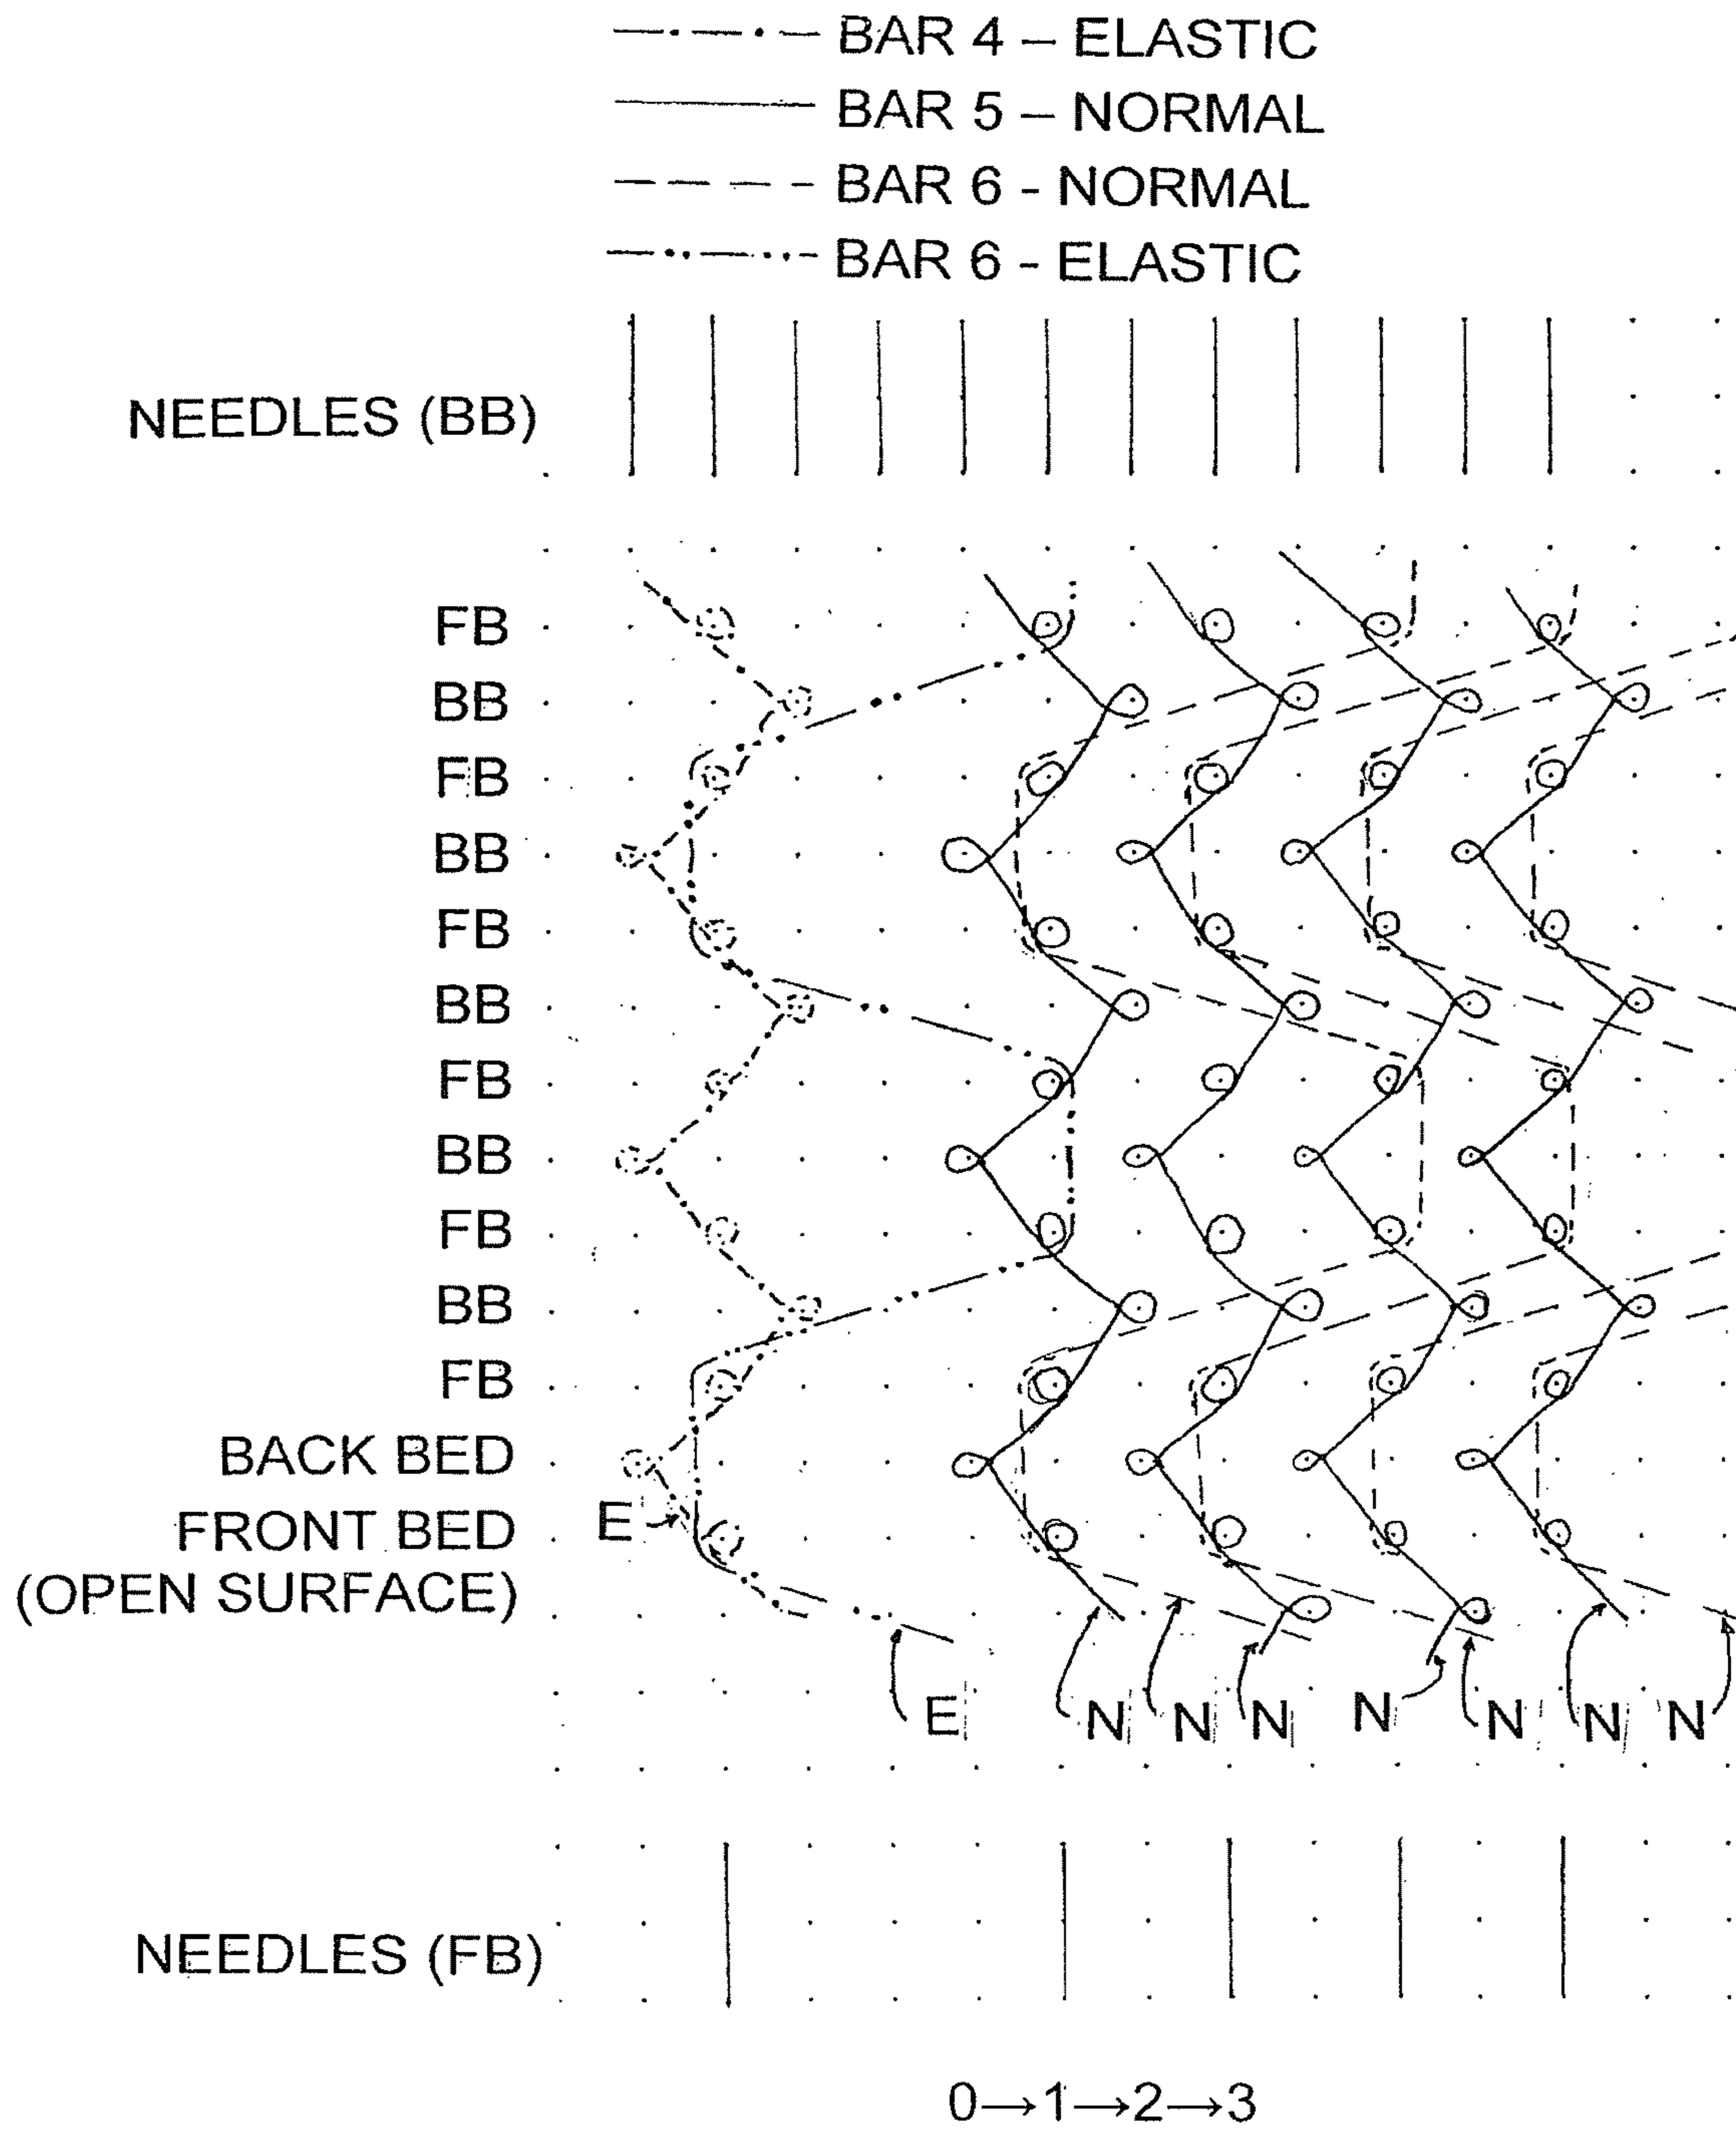 BAR 4 – ELASTIC
BAR 5 – NORMAL
BAR 6 - NORMAL
BAR 6 - ELASTIC
NEEDLES (BB)
FB
BB
FB
BB
FB
BB
FB
BB
FB
BB
FB
BACK BED
FRONT BED
(OPEN SURFACE)
E
E N N N N N N N
NEEDLES (FB)
0→1→2→3